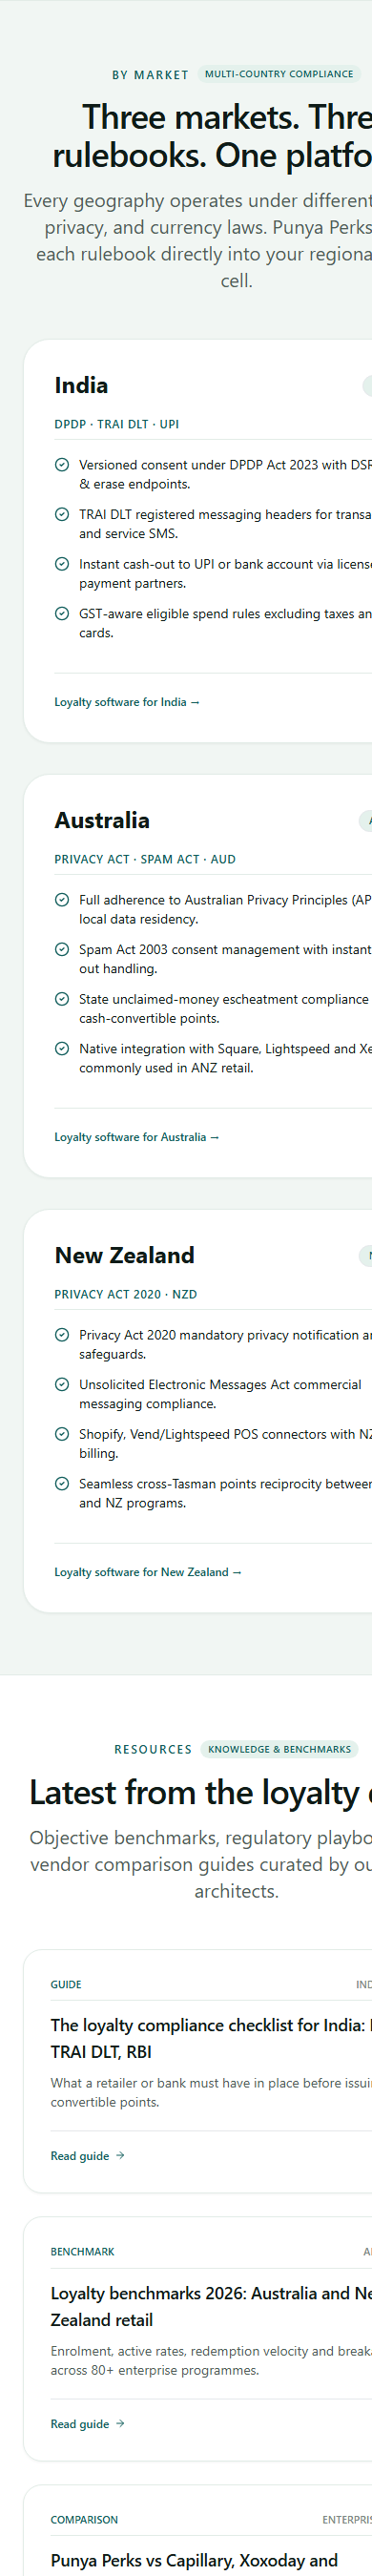 BY MARKET MULTI-COUNTRY COMPLIANCE
Three markets. Thre
rulebooks. One platfo
Every geography operates under different
privacy, and currency laws. Punya Perks
each rulebook directly into your regiona
cell.
India
DPDP · TRAI DLT · UPI
Versioned consent under DPDP Act 2023 with DSR
& erase endpoints.
TRAI DLT registered messaging headers for transa
and service SMS.
Instant cash-out to UPI or bank account via license
payment partners.
GST-aware eligible spend rules excluding taxes an
cards.
Loyalty software for India →
Australia
PRIVACY ACT · SPAM ACT · AUD
Full adherence to Australian Privacy Principles (AP
local data residency.
Spam Act 2003 consent management with instant
out handling.
State unclaimed-money escheatment compliance
cash-convertible points.
Native integration with Square, Lightspeed and Xe
commonly used in ANZ retail.
Loyalty software for Australia →
New Zealand
PRIVACY ACT 2020 · NZD
Privacy Act 2020 mandatory privacy notification an
safeguards.
Unsolicited Electronic Messages Act commercial
messaging compliance.
Shopify, Vend/Lightspeed POS connectors with NZ
billing.
Seamless cross-Tasman points reciprocity between
and NZ programs.
Loyalty software for New Zealand →
RESOURCES KNOWLEDGE & BENCHMARKS
Latest from the loyalty
Objective benchmarks, regulatory playbo
vendor comparison guides curated by ou
architects.
GUIDE IND
The loyalty compliance checklist for India:
TRAI DLT, RBI
What a retailer or bank must have in place before issui
convertible points.
Read guide →
BENCHMARK
Loyalty benchmarks 2026: Australia and Ne
Zealand retail
Enrolment, active rates, redemption velocity and break
across 80+ enterprise programmes.
Read guide →
COMPARISON ENTERPRIS
Punya Perks vs Capillary, Xoxoday and